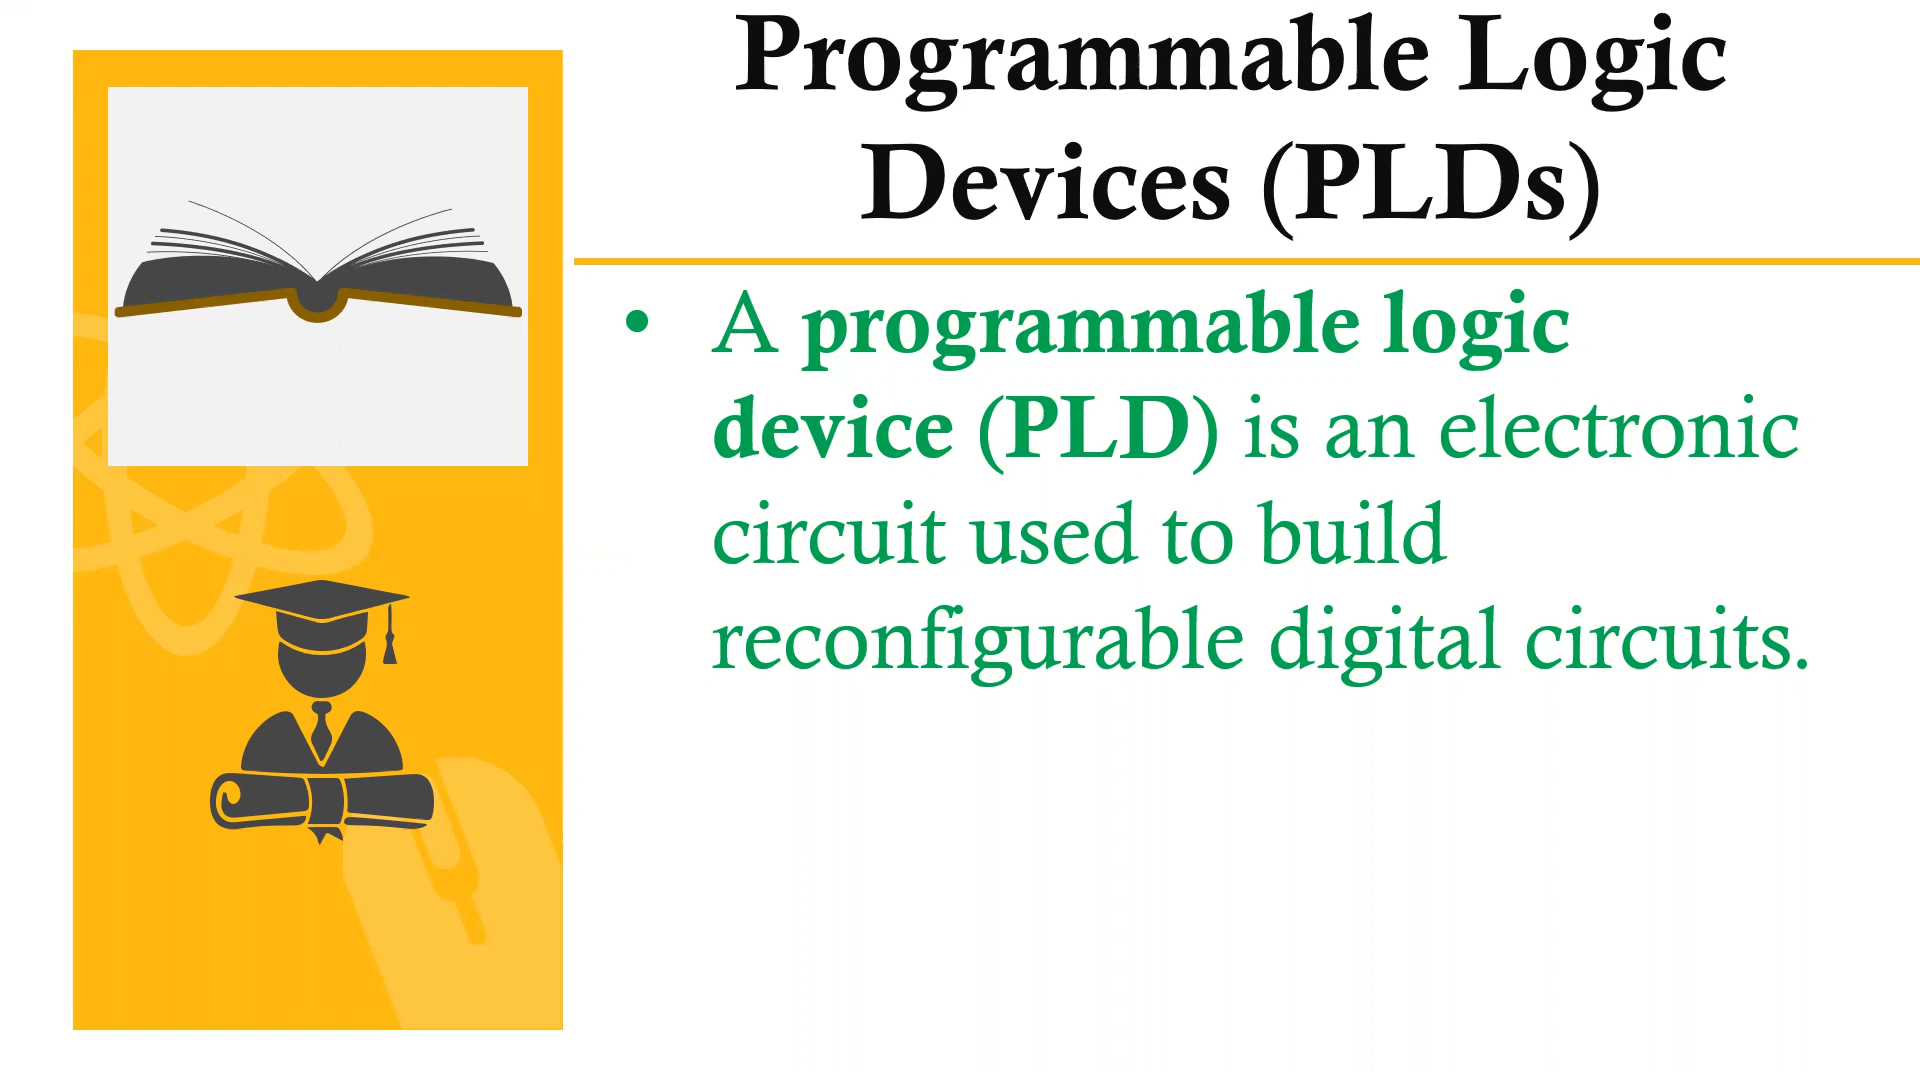 Programmable Logic
Devices (PLDs)
• A programmable logic
device (PLD) is an electronic
circuit used to build
reconfigurable digital circuits.